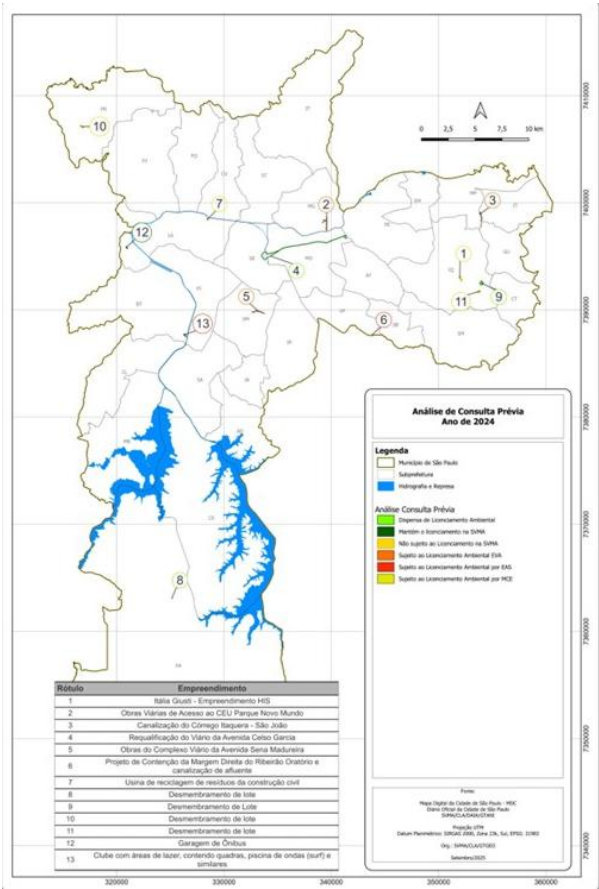 7410000
0 2,5 5 7,5 10 km
10
7400000
7
2
3
12
1
4
5
11
9
7390000
13
6
7380000
Análise de Consulta Prévia
Ano de 2024
Legenda
Município de São Paulo
Subprefeitura
Hidrografia e Represa
Análise Consulta Prévia
Dispensa de Licenciamento Ambiental
Mantém o licenciamento na SVMA
Não sujeito ao Licenciamento na SVMA
Sujeito ao Licenciamento Ambiental EVA
Sujeito ao Licenciamento Ambiental por EAS
Sujeito ao Licenciamento Ambiental por MCE
7370000
8
7360000
Rótulo Empreendimento
1 Itália Giusti - Empreendimento HIS
2 Obras Viárias de Acesso ao CEU Parque Novo Mundo
3 Canalização do Córrego Itaquera - São João
4 Requalificação do Viário da Avenida Celso Garcia
5 Obras do Complexo Viário da Avenida Sena Madureira
6 Projeto de Contenção da Margem Direita do Ribeirão Oratório e
canalização de afluente
7 Usina de reciclagem de resíduos da construção civil
8 Desmembramento de lote
9 Desmembramento de Lote
10 Desmembramento de lote
11 Desmembramento de lote
12 Garagem de Ônibus
13 Clube com áreas de lazer, contendo quadras, piscina de ondas (surf) e
similares
7350000
7340000
Fonte:
Mapa Digital da Cidade de São Paulo - MDC
Diário Oficial da Cidade de São Paulo
Projeção UTM
Datum Planimétrico: SIRGAS 2000, Zona 23k, Sul, EPSG: 31983
Org.: SVMA/CLA/GTGEO
Setembro/2025
320000 330000 340000 350000 360000